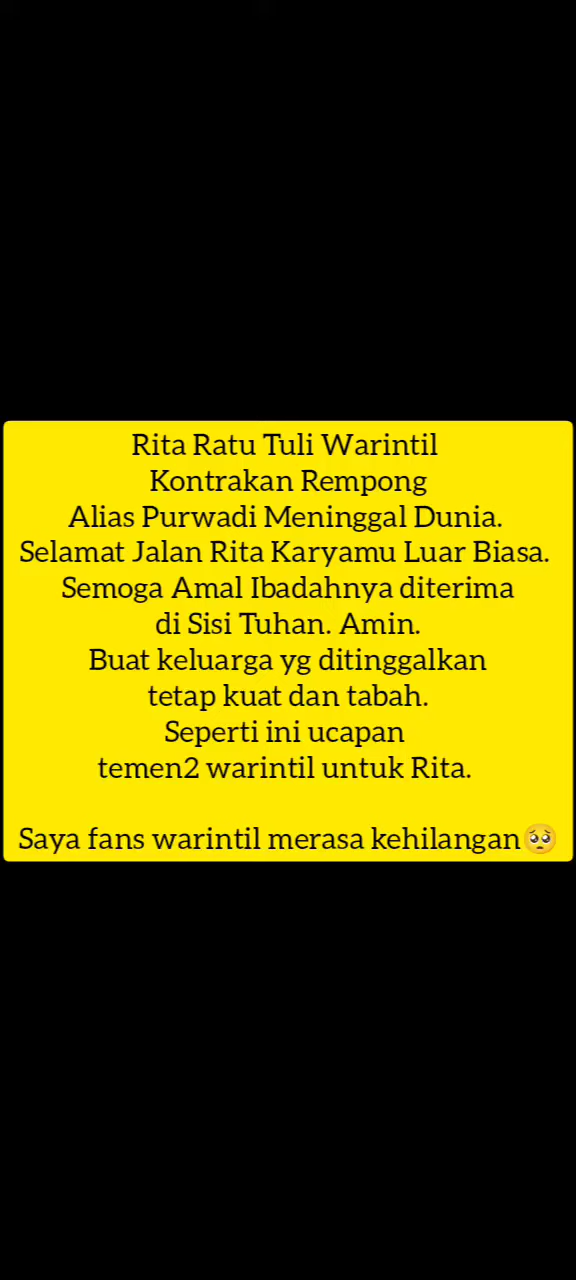 Rita Ratu Tuli Warintil
Kontrakan Rempong
Alias Purwadi Meninggal Dunia.
Selamat Jalan Rita Karyamu Luar Biasa.
Semoga Amal Ibadahnya diterima
di Sisi Tuhan. Amin.
Buat keluarga yg ditinggalkan
tetap kuat dan tabah.
Seperti ini ucapan
temen2 warintil untuk Rita.
Saya fans warintil merasa kehilangan🥺